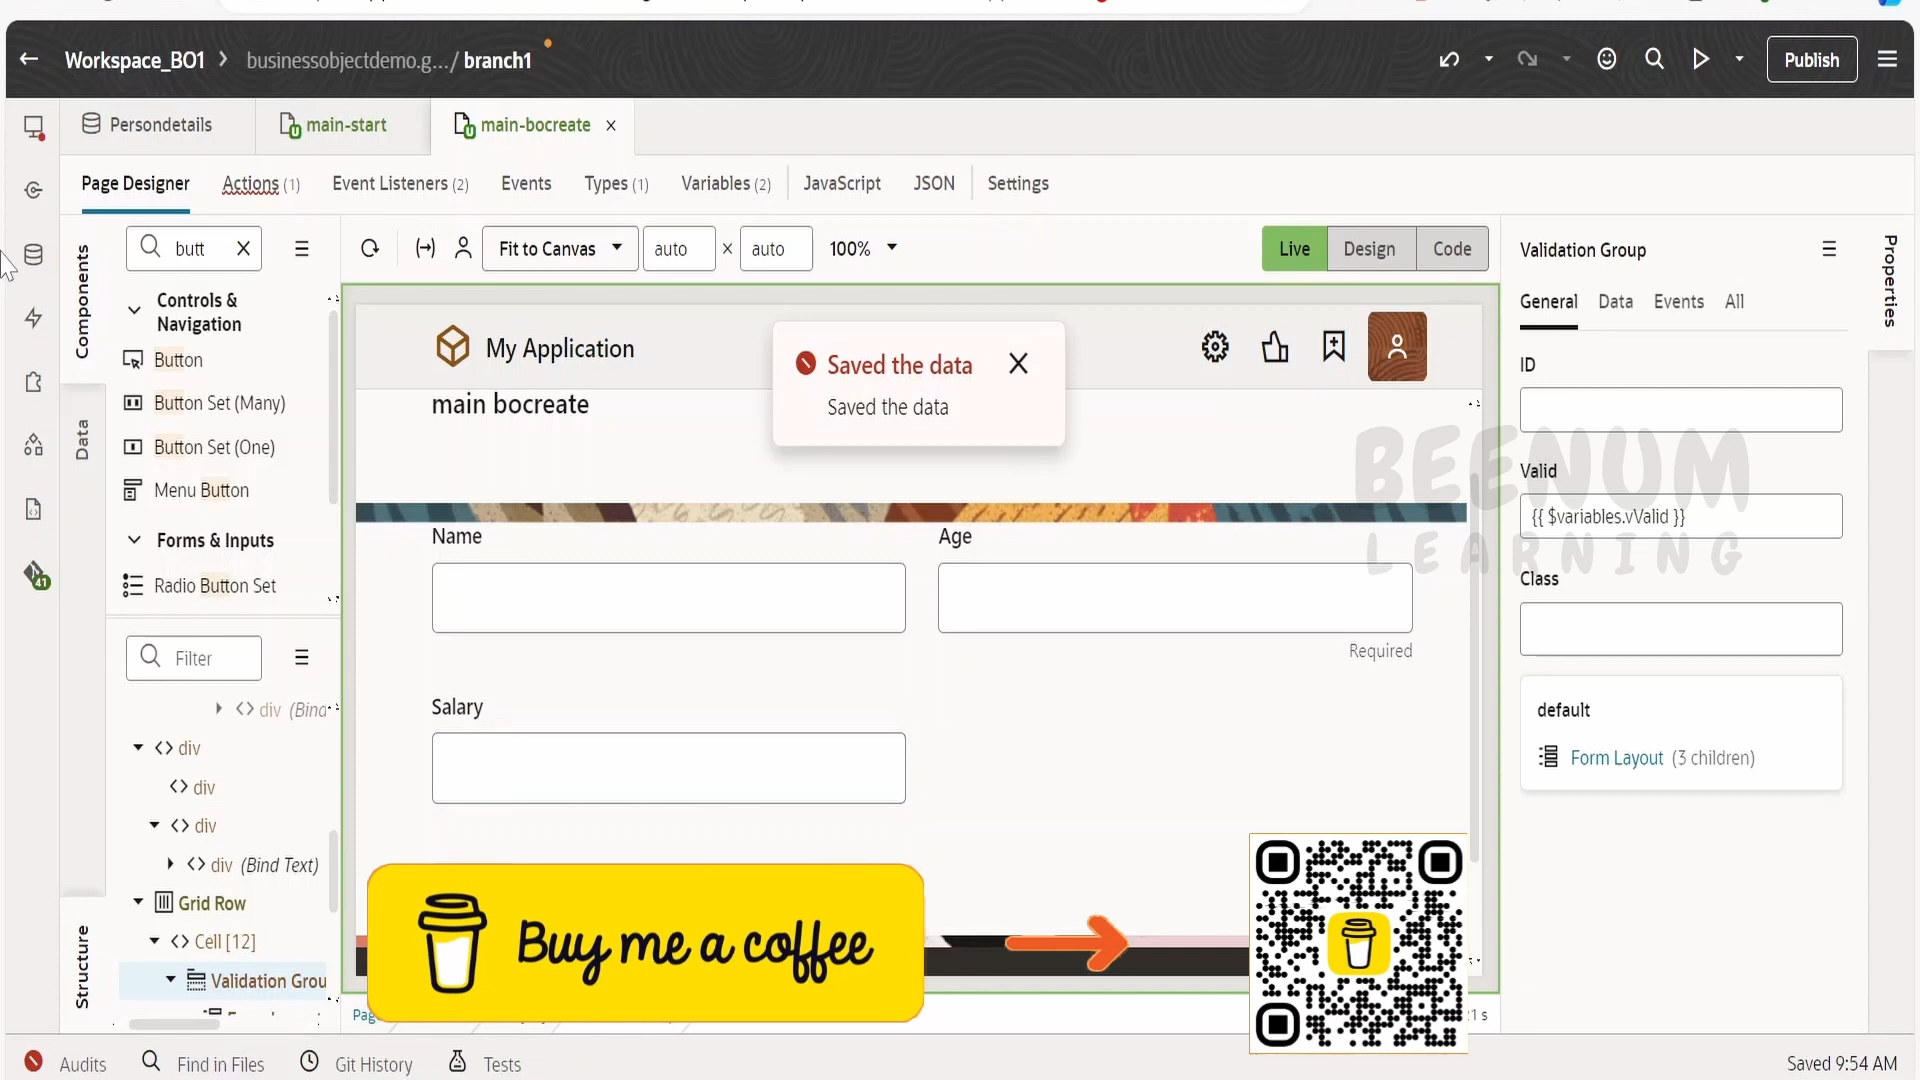 Workspace_BO1 > businessobjectdemo.g.../ branch1
Publish
Persondetails
main-start
main-bocreate ×
Page Designer
Actions (1)
Event Listeners (2)
Events
Types (1)
Variables (2)
JavaScript
JSON
Settings
Components
Data
Structure
butt
Fit to Canvas
auto × auto
100%
Live
Design
Code
Controls & Navigation
Button
Button Set (Many)
Button Set (One)
Menu Button
Forms & Inputs
Radio Button Set
Filter
div (Bind
div
div
div
div (Bind Text)
Grid Row
Cell [12]
Validation Grou
41
My Application
Saved the data
Saved the data
main bocreate
Name
Age
Required
Salary
Buy me a coffee
Pag
1 s
Validation Group
General
Data
Events
All
ID
Valid
{{ $variables.vValid }}
Class
default
Form Layout (3 children)
Properties
BEENUM
LEARNING
Audits
Find in Files
Git History
Tests
Saved 9:54 AM